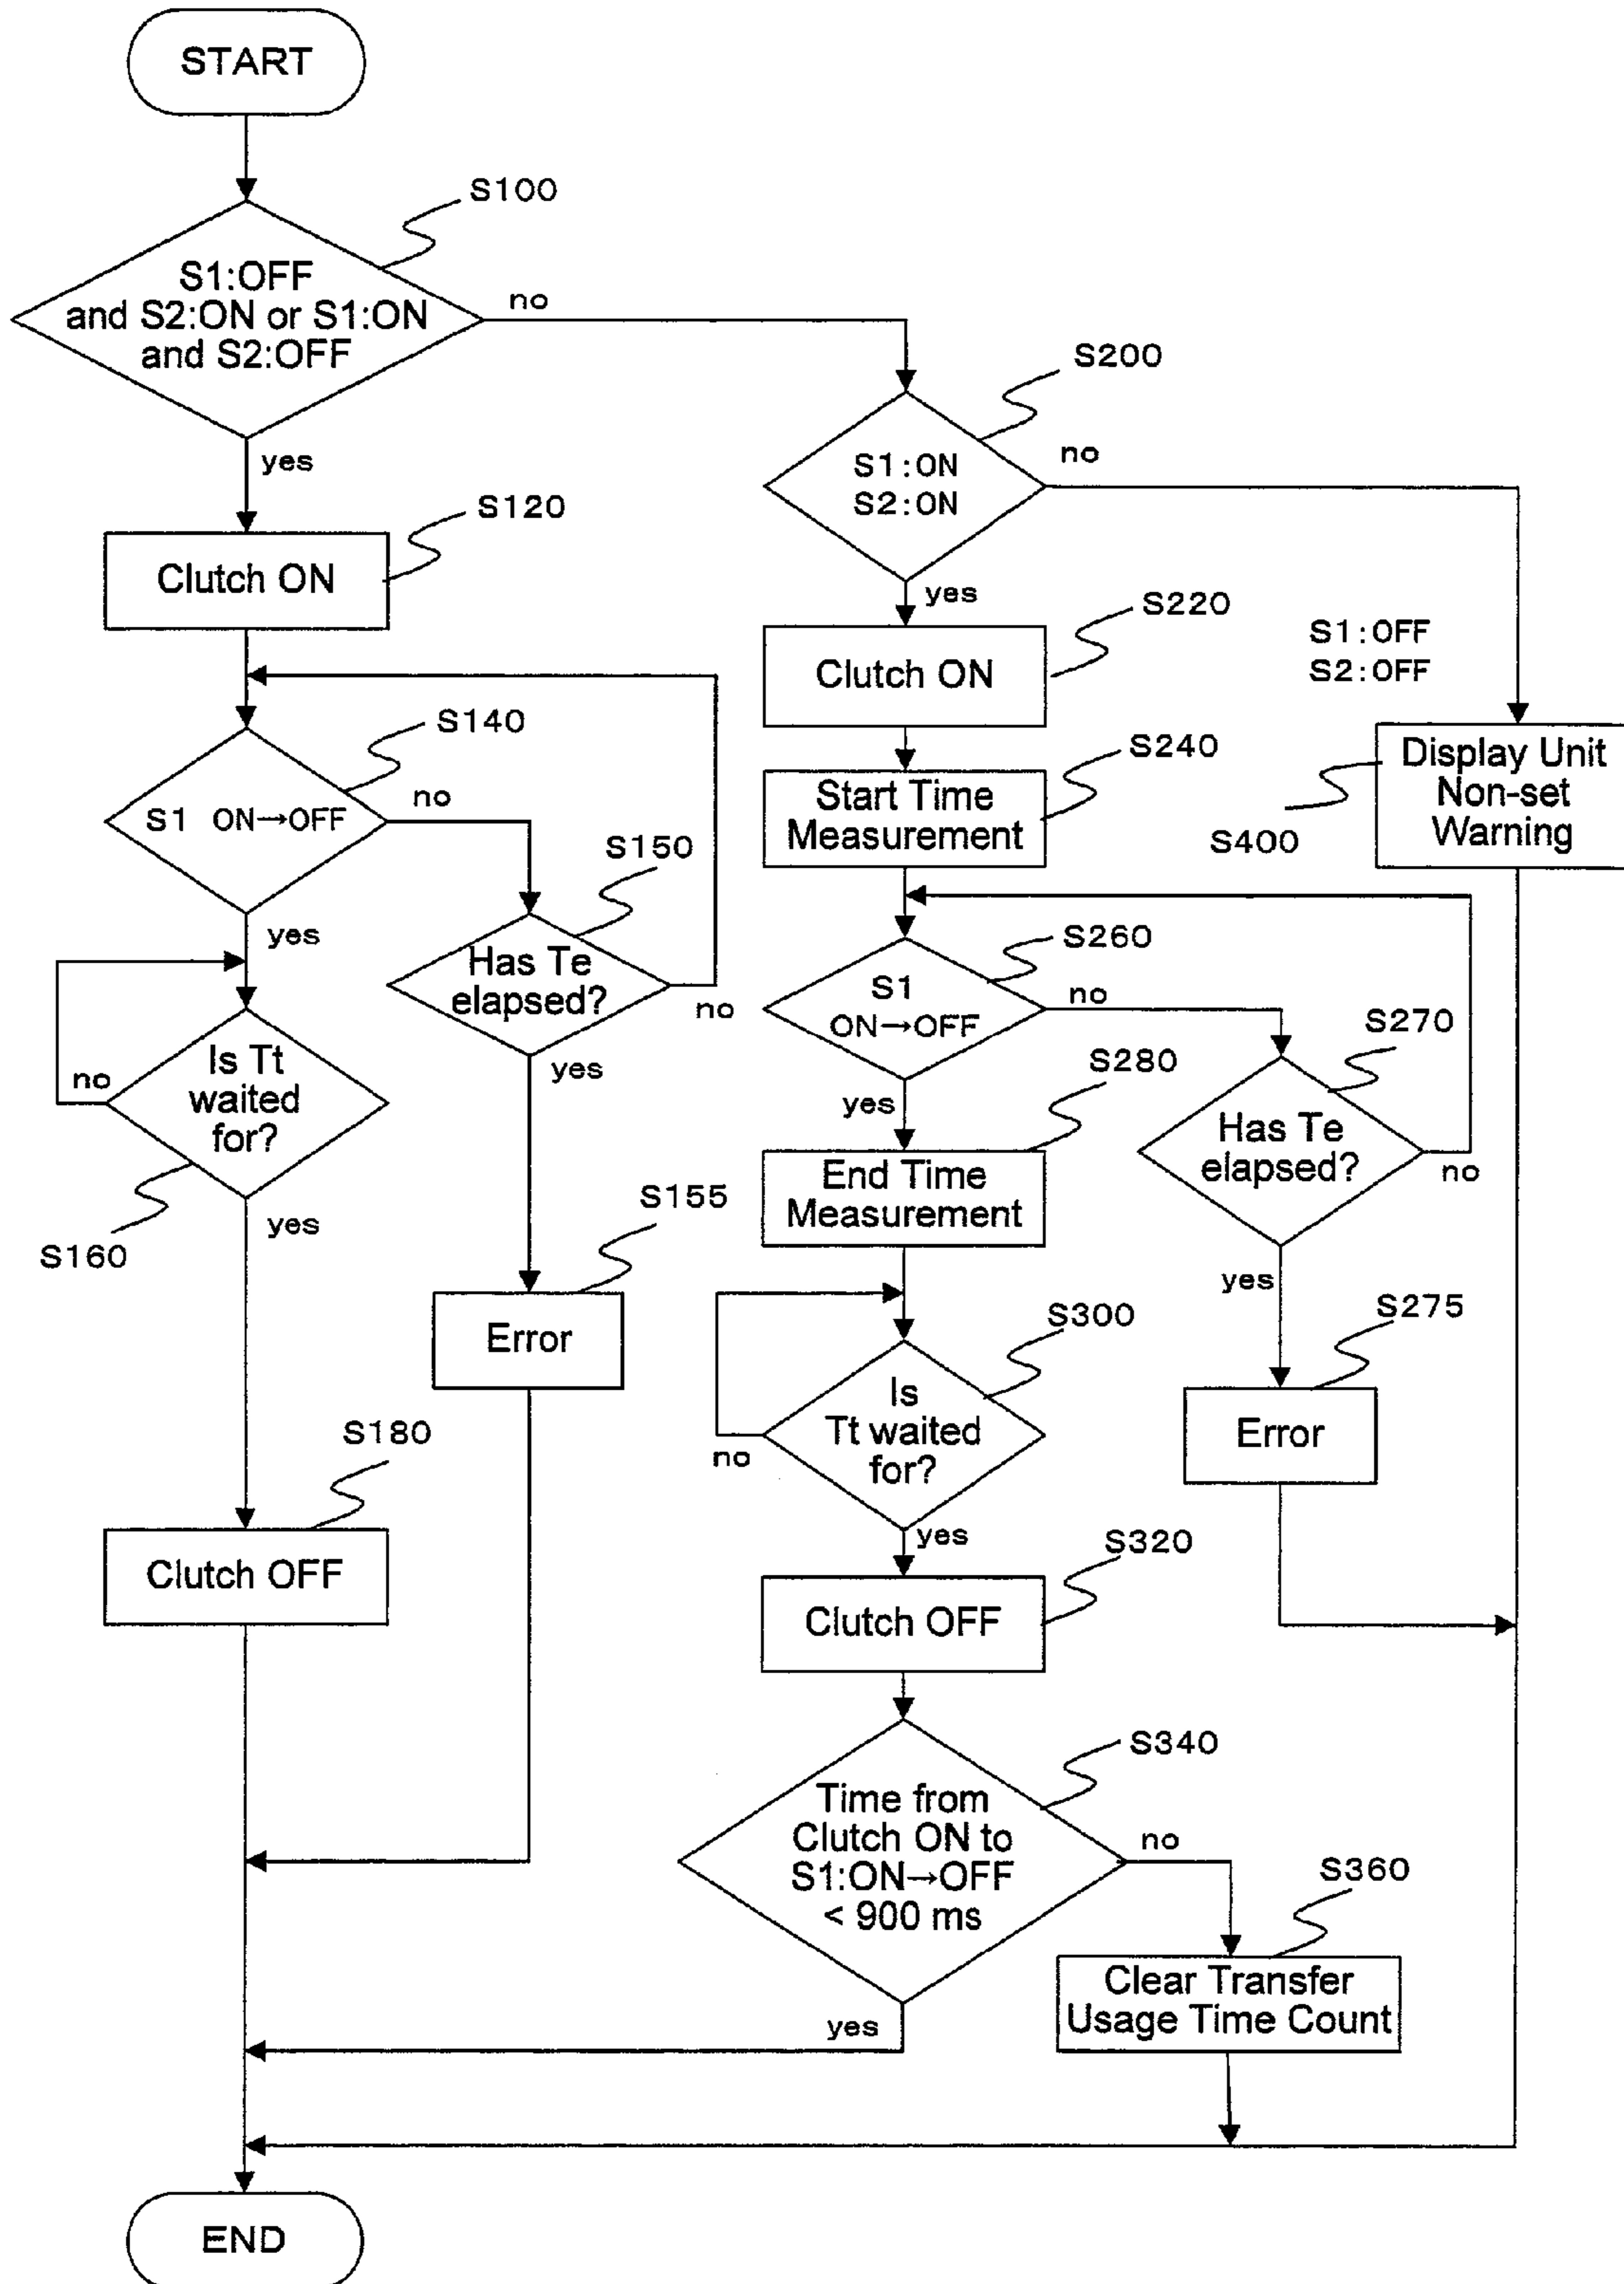 START
S100
S1:OFF
and S2:ON or S1:ON
and S2:OFF
no
yes
S200
S1:ON
S2:ON
no
yes
S120
Clutch ON
S220
Clutch ON
S1:OFF
S2:OFF
S140
S1 ON→OFF
no
yes
S240
Start Time
Measurement
Display Unit
Non-set
Warning
S400
S150
Has Te
elapsed?
no
yes
S260
S1
ON→OFF
no
yes
S270
Has Te
elapsed?
no
yes
Is Tt
waited
for?
no
yes
S160
S280
End Time
Measurement
S155
Error
S300
Is
Tt waited
for?
no
yes
S275
Error
S180
Clutch OFF
S320
Clutch OFF
S340
Time from
Clutch ON to
S1:ON→OFF
< 900 ms
no
yes
S360
Clear Transfer
Usage Time Count
END